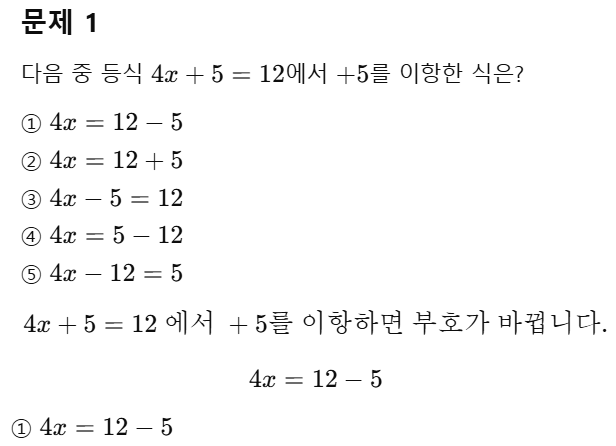 문제 1
다음 중 등식 4x + 5 = 12에서 +5를 이항한 식은?
① 4x = 12 − 5
② 4x = 12 + 5
③ 4x − 5 = 12
④ 4x = 5 − 12
⑤ 4x − 12 = 5
4x + 5 = 12 에서 + 5를 이항하면 부호가 바뀝니다.
4x = 12 − 5
① 4x = 12 − 5